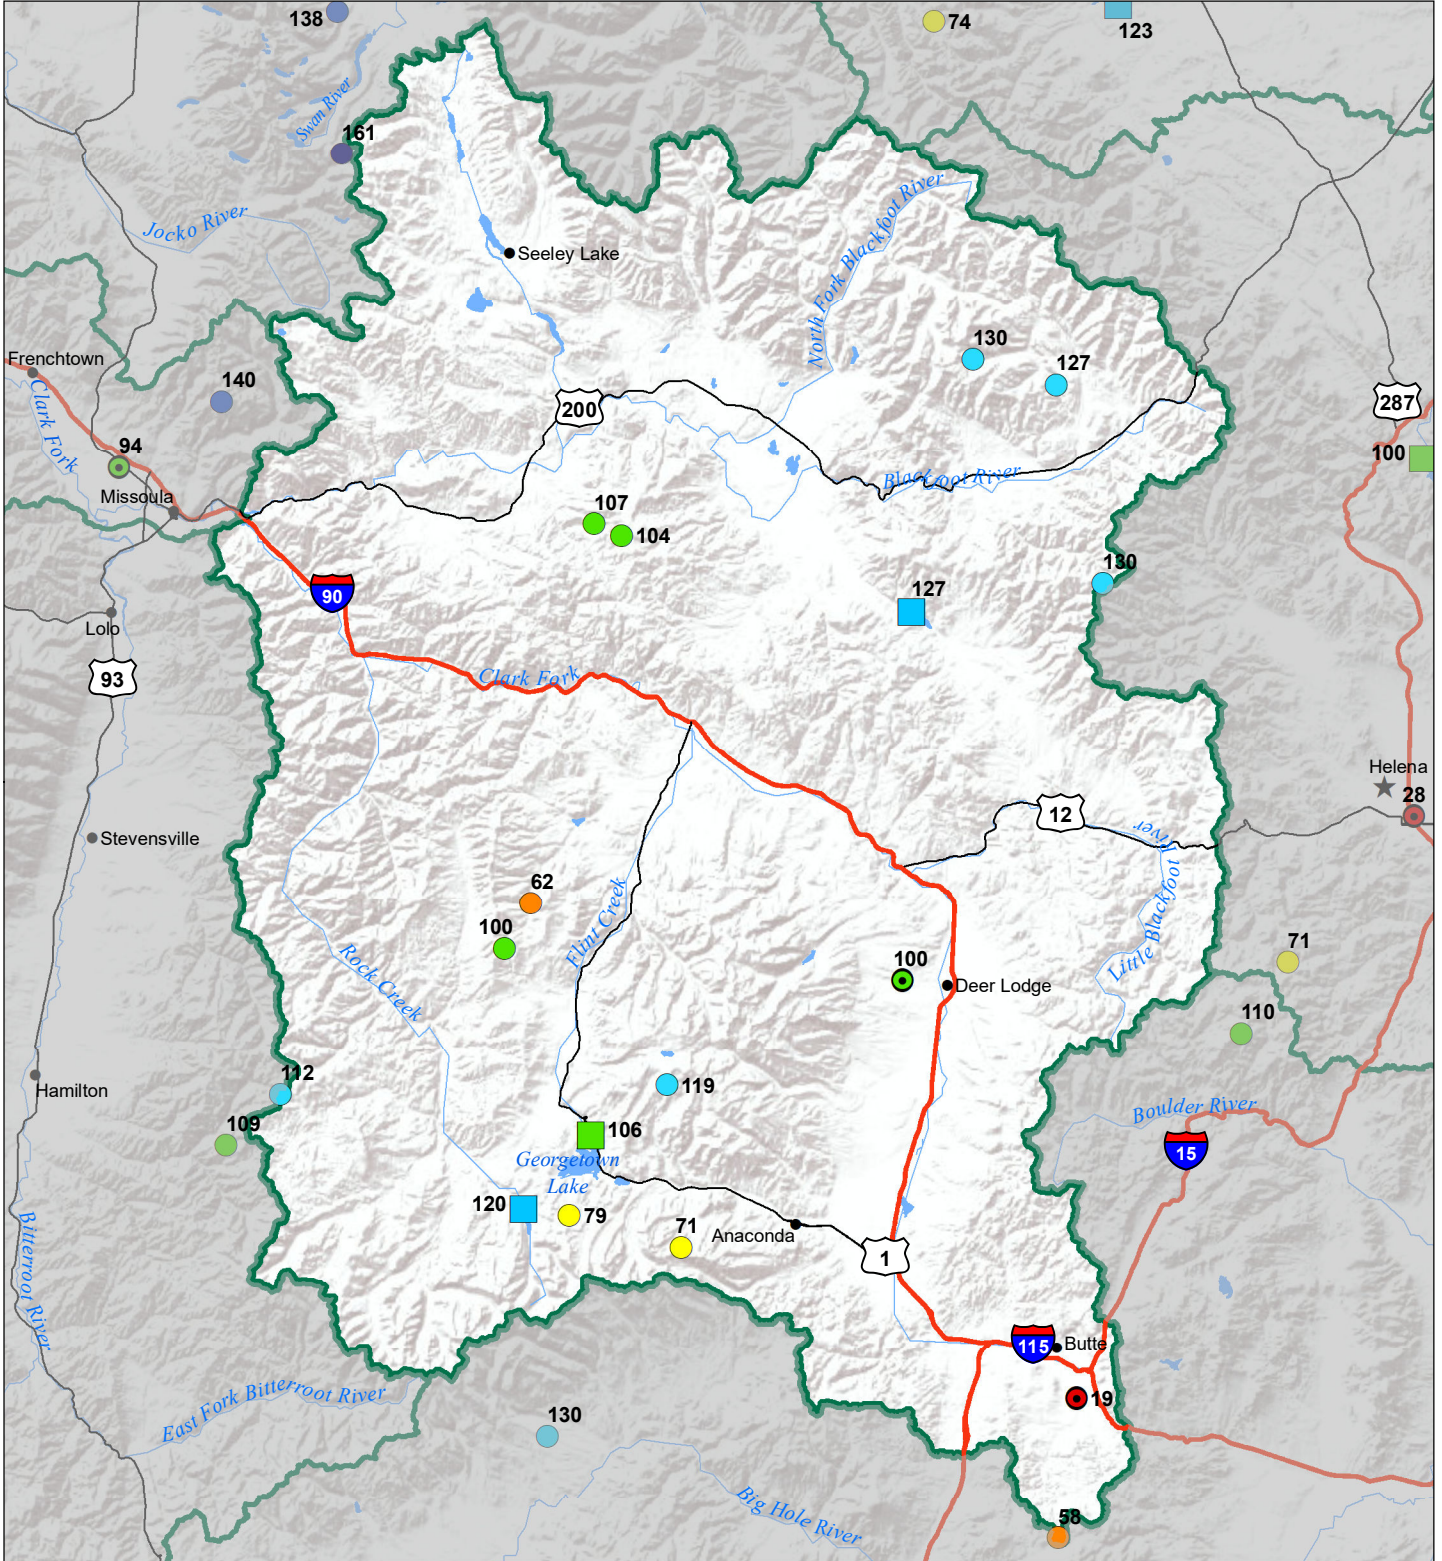 138
74
123
Swan River
161
Jocko River
North Fork Blackfoot River
Seeley Lake
130
127
Frenchtown
140
200
287
Clark Fork
94
100
Missoula
Blackfoot River
107
104
130
127
90
Lolo
93
Clark Fork
Helena
28
12
Little Blackfoot River
Stevensville
62
Flint Creek
100
Rock Creek
100
71
Deer Lodge
110
112
119
Hamilton
109
106
Boulder River
15
Georgetown
Lake
120
79
71
Anaconda
1
Bitterroot River
115
Butte
19
East Fork Bitterroot River
130
Big Hole River
58